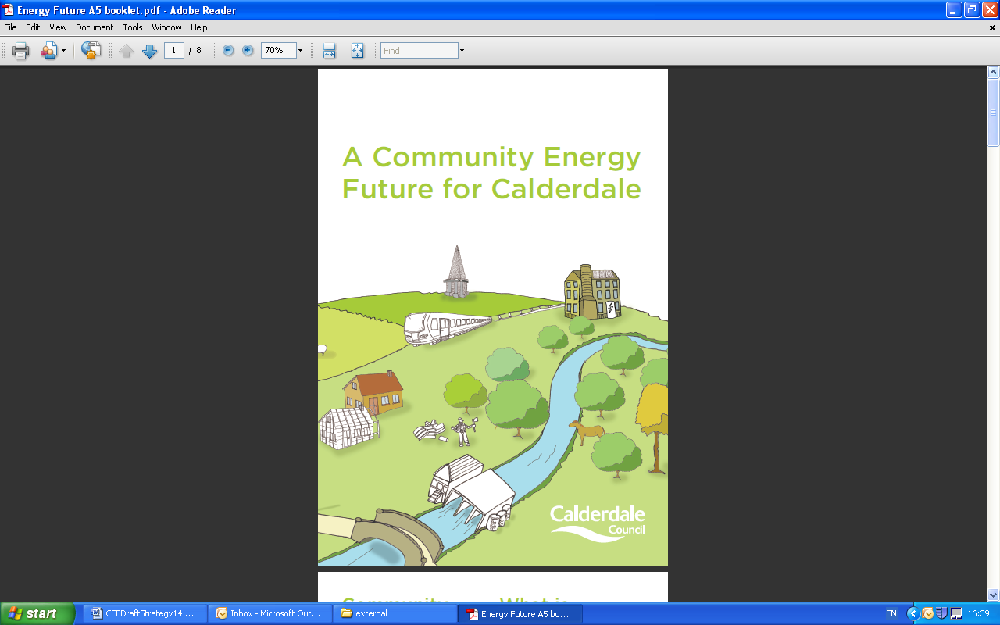 Energy Future A5 booklet.pdf - Adobe Reader
File Edit View Document Tools Window Help
1 / 8 70% Find
A Community Energy
Future for Calderdale
Calderdale
Council
start CEFDraftStrategy14 ... Inbox - Microsoft Out... external Energy Future A5 bo... EN 16:39